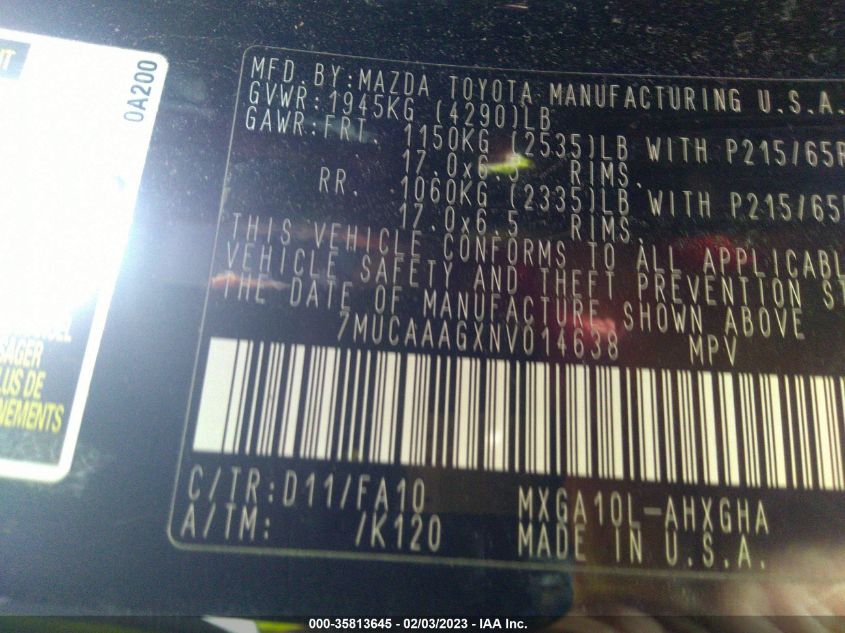 NT
0A200
MFD.BY:MAZDA TOYOTA MANUFACTURING U.S.A.
GVWR:1945KG (4290)LB
GAWR:FRT. 1150KG (2535)LB WITH P215/65R
17.0x6.5 RIMS.
RR. 1060KG (2335)LB WITH P215/65
17.0x6.5 RIMS.
THIS VEHICLE CONFORMS TO ALL APPLICABL
VEHICLE SAFETY AND THEFT PREVENTION ST
THE DATE OF MANUFACTURE SHOWN ABOVE
7MUCAAAGXNV014638 MPV
SAGER
LUS DE
VEMENTS
C/TR:D11/FA10 MXGA10L-AHXGHA
A/TM: /K120 MADE IN U.S.A.
000-35813645 - 02/03/2023 - IAA Inc.